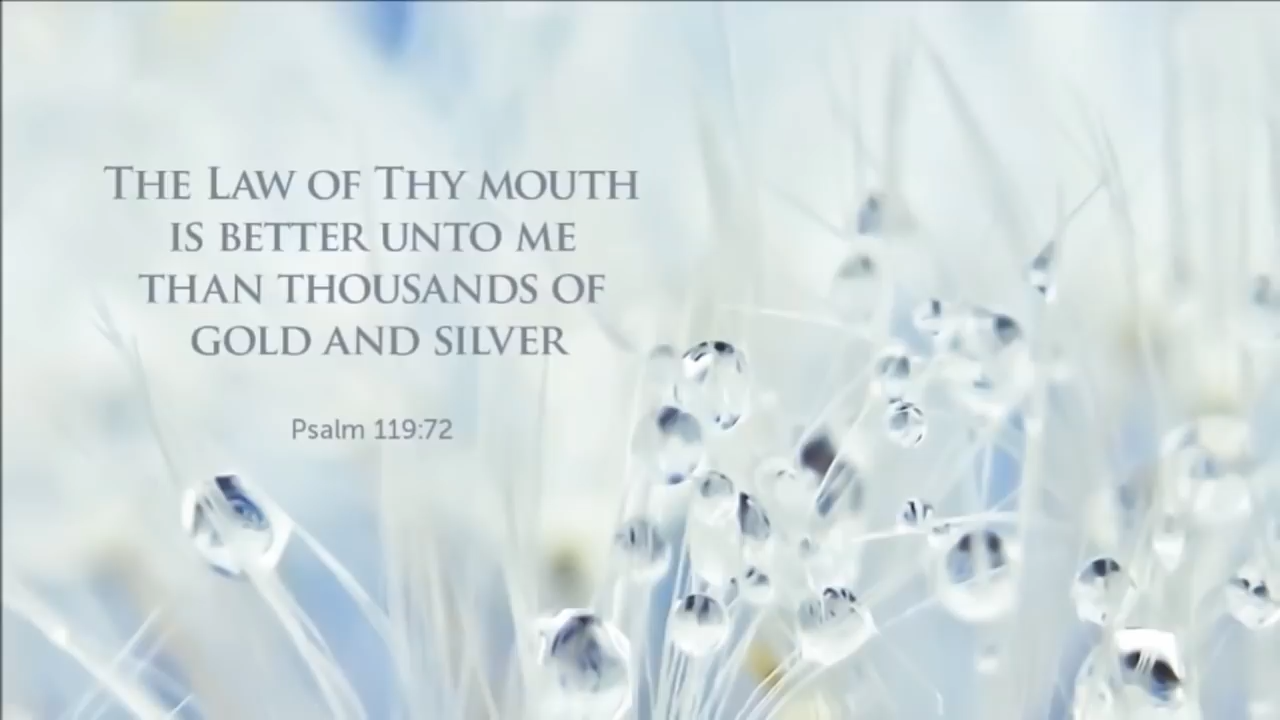 The Law of Thy mouth
is better unto me
than thousands of
gold and silver
Psalm 119:72